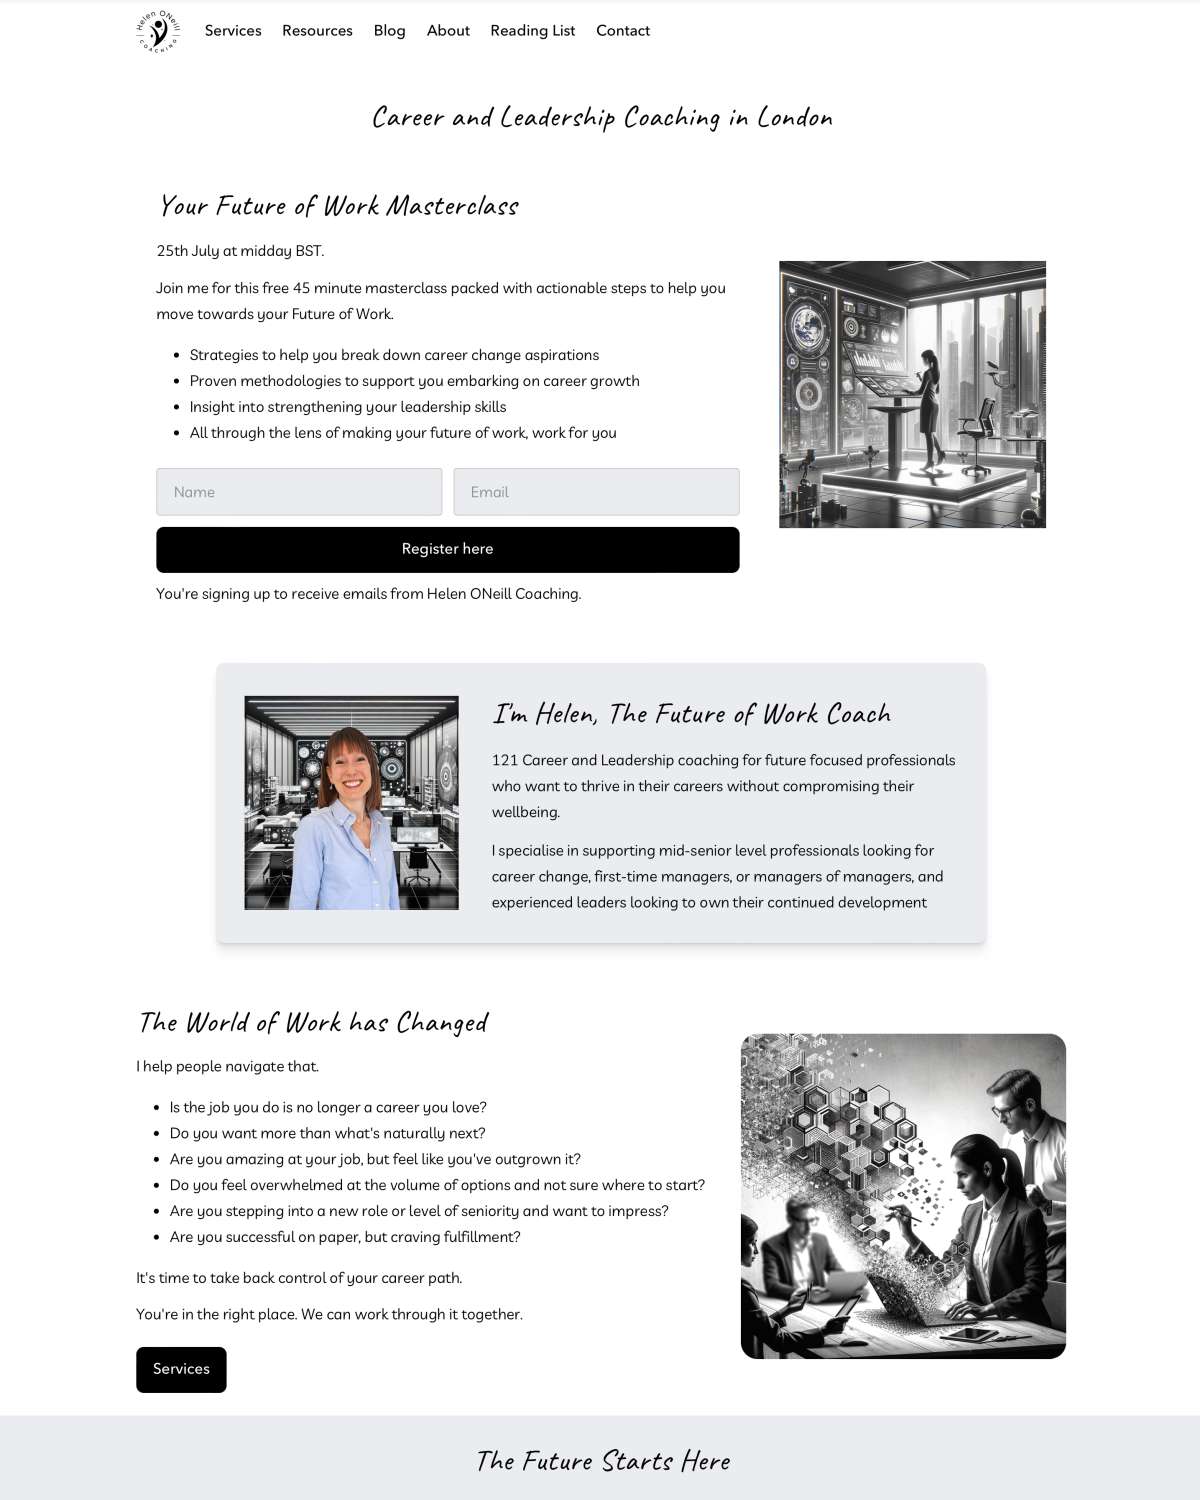 Helen ONeill
COACHING
Services Resources Blog About Reading List Contact
Career and Leadership Coaching in London
Your Future of Work Masterclass
25th July at midday BST.
Join me for this free 45 minute masterclass packed with actionable steps to help you
move towards your Future of Work.
Strategies to help you break down career change aspirations
Proven methodologies to support you embarking on career growth
Insight into strengthening your leadership skills
All through the lens of making your future of work, work for you
Name Email
Register here
You're signing up to receive emails from Helen ONeill Coaching.
I'm Helen, The Future of Work Coach
121 Career and Leadership coaching for future focused professionals
who want to thrive in their careers without compromising their
wellbeing.
I specialise in supporting mid-senior level professionals looking for
career change, first-time managers, or managers of managers, and
experienced leaders looking to own their continued development
The World of Work has Changed
I help people navigate that.
Is the job you do is no longer a career you love?
Do you want more than what's naturally next?
Are you amazing at your job, but feel like you've outgrown it?
Do you feel overwhelmed at the volume of options and not sure where to start?
Are you stepping into a new role or level of seniority and want to impress?
Are you successful on paper, but craving fulfillment?
It's time to take back control of your career path.
You're in the right place. We can work through it together.
Services
The Future Starts Here